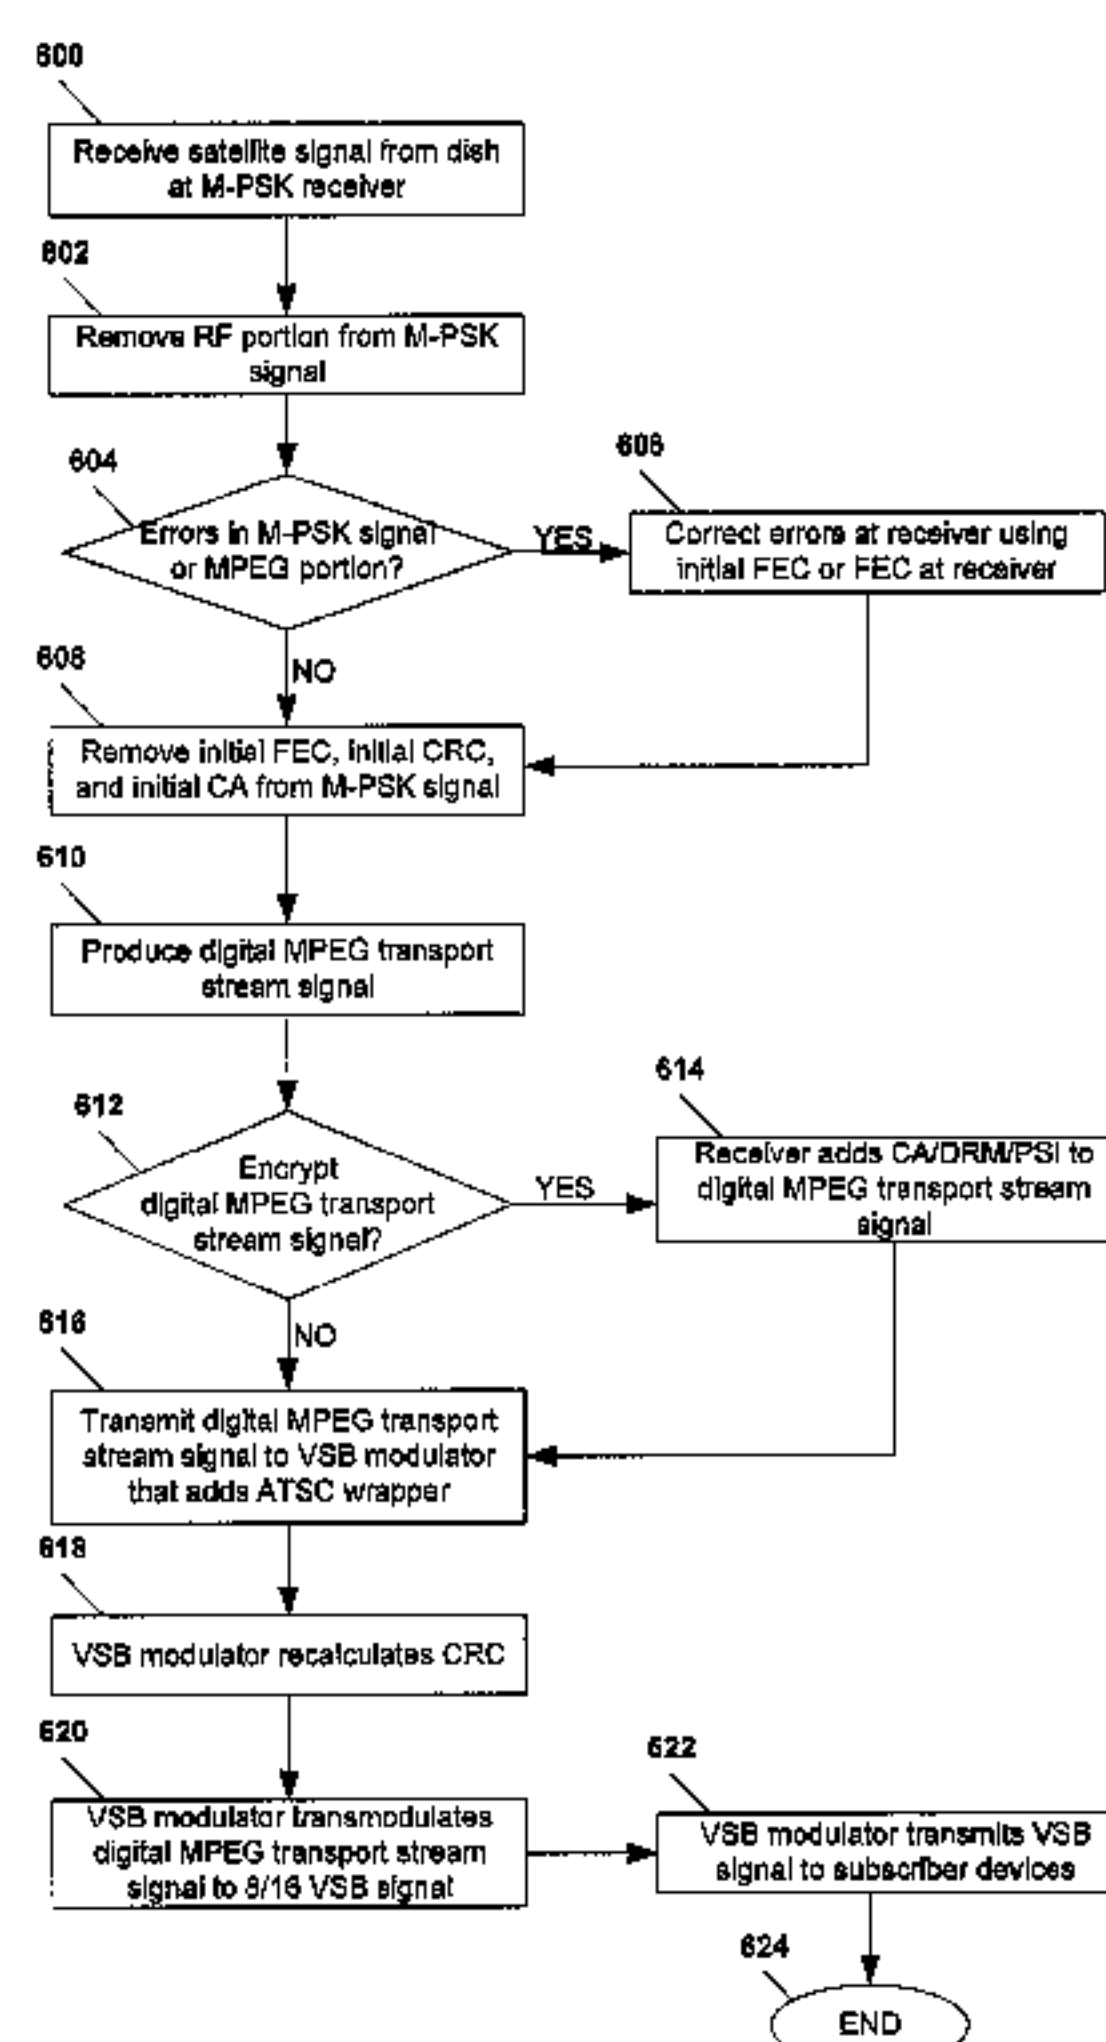 600
Receive satellite signal from dish
at M-PSK receiver
602
Remove RF portion from M-PSK
signal
604
Errors in M-PSK signal
or MPEG portion?
YES
606
Correct errors at receiver using
initial FEC or FEC at receiver
NO
608
Remove initial FEC, initial CRC,
and initial CA from M-PSK signal
610
Produce digital MPEG transport
stream signal
612
Encrypt
digital MPEG transport
stream signal?
YES
614
Receiver adds CA/DRM/PSI to
digital MPEG transport stream
signal
NO
616
Transmit digital MPEG transport
stream signal to VSB modulator
that adds ATSC wrapper
618
VSB modulator recalculates CRC
620
VSB modulator transmodulates
digital MPEG transport stream
signal to 8/16 VSB signal
622
VSB modulator transmits VSB
signal to subscriber devices
624
END